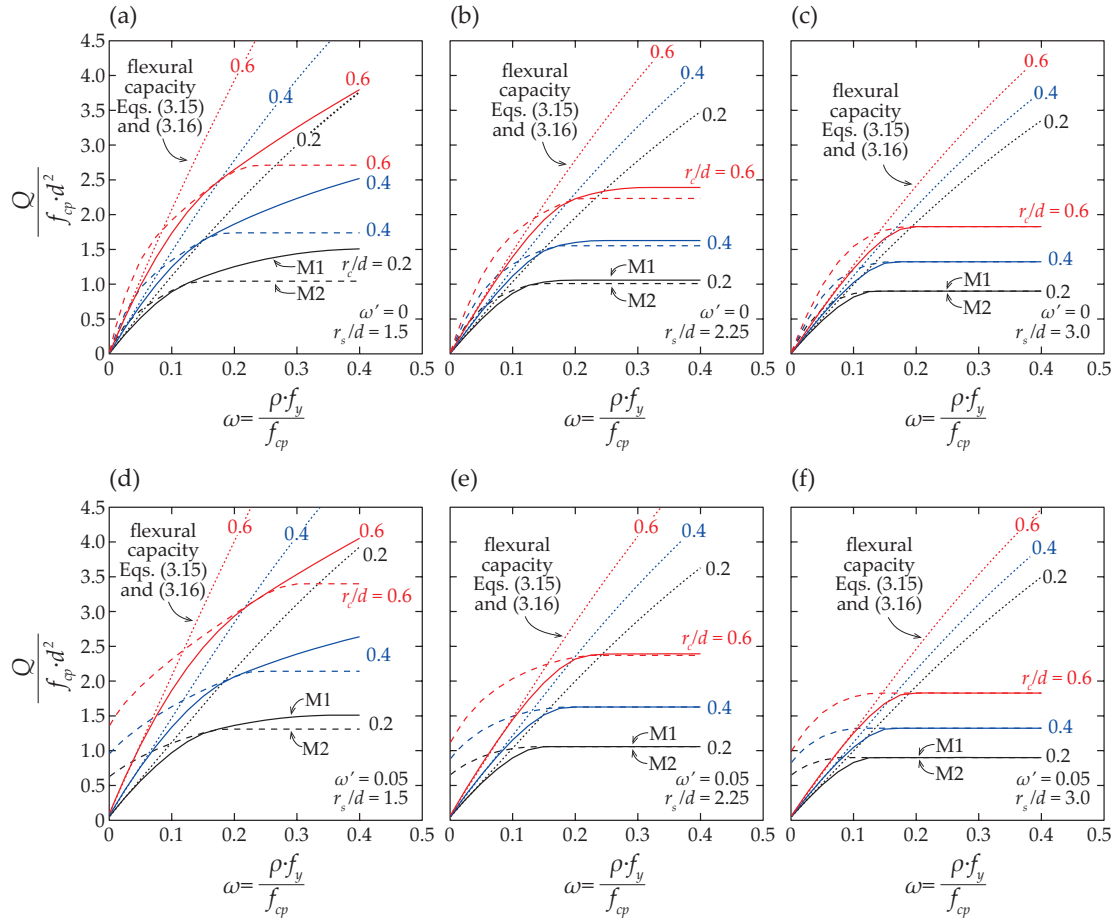 (a)
4.5
4.0
3.5
3.0
2.5
2.0
1.5
1.0
0.5
0
Q
f_cp·d²
flexural
capacity
Eqs. (3.15)
and (3.16)
0.6
0.4
0.2
0.6
0.6
0.4
0.4
r_c/d = 0.2
M1
M2
ω' = 0
r_s/d = 1.5
0 0.1 0.2 0.3 0.4 0.5
ω= ρ·f_y
f_cp
(b)
flexural
capacity
Eqs. (3.15)
and (3.16)
0.6
0.4
0.2
r_c/d = 0.6
0.4
M1
0.2
M2
ω' = 0
r_s/d = 2.25
0 0.1 0.2 0.3 0.4 0.5
ω= ρ·f_y
f_cp
(c)
flexural
capacity
Eqs. (3.15)
and (3.16)
0.6
0.4
0.2
r_c/d = 0.6
0.4
M1
0.2
M2
ω' = 0
r_s/d = 3.0
0 0.1 0.2 0.3 0.4 0.5
ω= ρ·f_y
f_cp
(d)
4.5
4.0
3.5
3.0
2.5
2.0
1.5
1.0
0.5
0
Q
f_cp·d²
flexural
capacity
Eqs. (3.15)
and (3.16)
0.6
0.4
0.6
0.2
r_c/d = 0.6
0.4
M1
0.2
M2
ω' = 0.05
r_s/d = 1.5
0 0.1 0.2 0.3 0.4 0.5
ω= ρ·f_y
f_cp
(e)
flexural
capacity
Eqs. (3.15)
and (3.16)
0.6
0.4
0.2
r_c/d = 0.6
0.4
M1
0.2
M2
ω' = 0.05
r_s/d = 2.25
0 0.1 0.2 0.3 0.4 0.5
ω= ρ·f_y
f_cp
(f)
flexural
capacity
Eqs. (3.15)
and (3.16)
0.6
0.4
0.2
r_c/d = 0.6
0.4
M1
0.2
M2
ω' = 0.05
r_s/d = 3.0
0 0.1 0.2 0.3 0.4 0.5
ω= ρ·f_y
f_cp